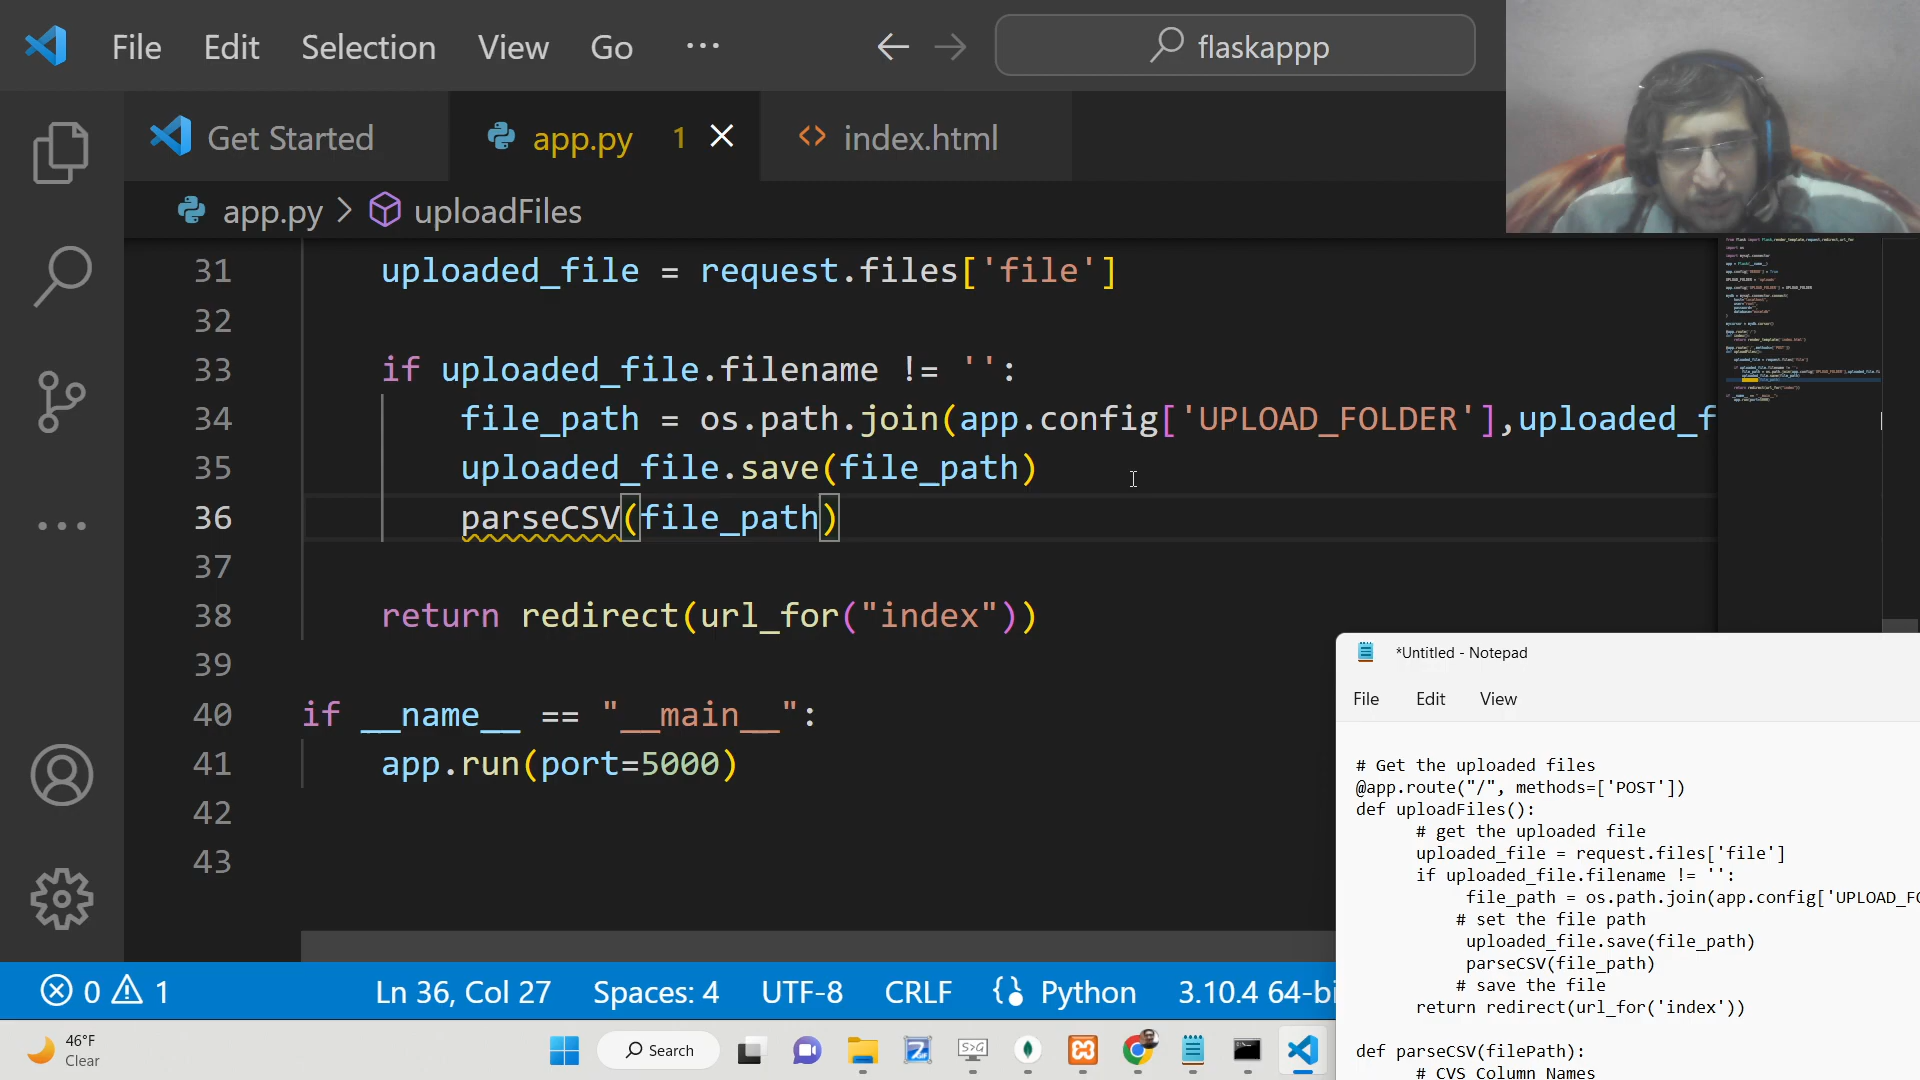 File Edit Selection View Go ...
flaskappp
Get Started
app.py 1
index.html
app.py > uploadFiles
31 uploaded_file = request.files['file']
32
33 if uploaded_file.filename != '':
34 file_path = os.path.join(app.config['UPLOAD_FOLDER'],uploaded_f
35 uploaded_file.save(file_path)
36 parseCSV(file_path)
37
38 return redirect(url_for("index"))
39
40 if __name__ == "__main__":
41 app.run(port=5000)
42
43
*Untitled - Notepad
File Edit View
# Get the uploaded files
@app.route("/", methods=['POST'])
def uploadFiles():
# get the uploaded file
uploaded_file = request.files['file']
if uploaded_file.filename != '':
file_path = os.path.join(app.config['UPLOAD_FO
# set the file path
uploaded_file.save(file_path)
parseCSV(file_path)
# save the file
return redirect(url_for('index'))
def parseCSV(filePath):
# CVS Column Names
0 1 Ln 36, Col 27 Spaces: 4 UTF-8 CRLF Python 3.10.4 64-bi
46°F
Clear
Search